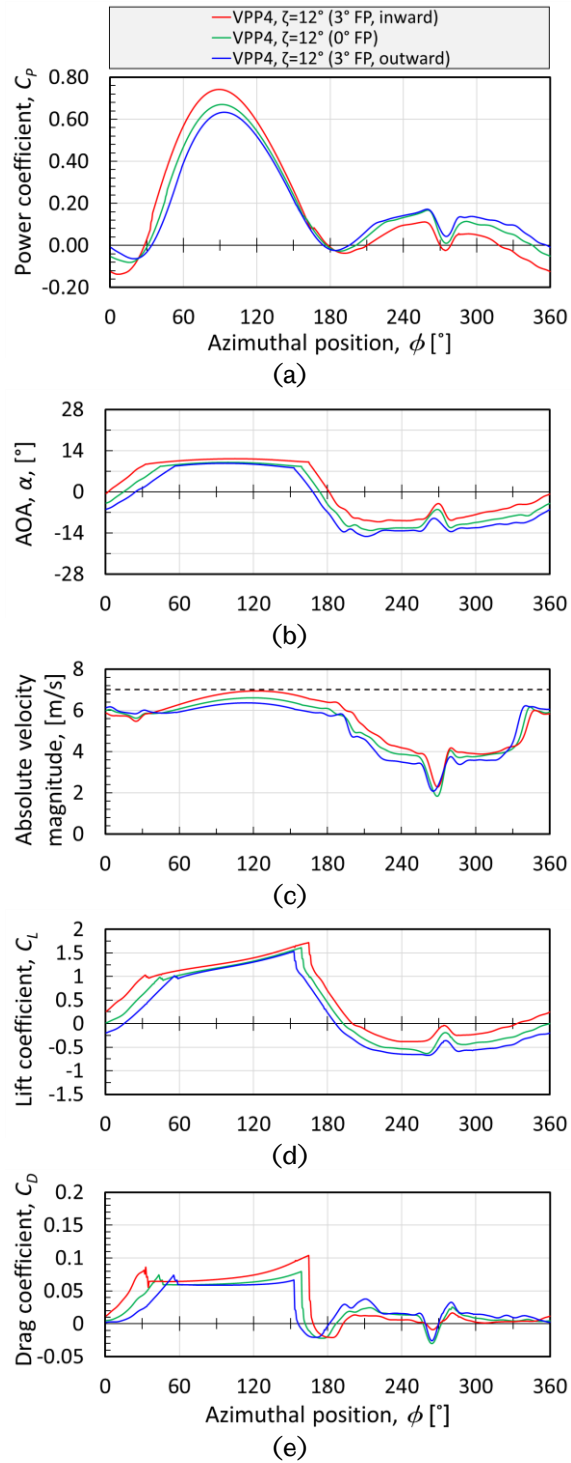 VPP4, ζ=12° (3° FP, inward)
VPP4, ζ=12° (0° FP)
VPP4, ζ=12° (3° FP, outward)
Power coefficient, C_P
0.80
0.60
0.40
0.20
0.00
-0.20
0 60 120 180 240 300 360
Azimuthal position, ϕ [°]
(a)
AOA, α, [°]
28
14
0
-14
-28
0 60 120 180 240 300 360
(b)
Absolute velocity
magnitude, [m/s]
8
6
4
2
0
0 60 120 180 240 300 360
(c)
Lift coefficient, C_L
2
1.5
1
0.5
0
-0.5
-1
-1.5
0 60 120 180 240 300 360
(d)
Drag coefficient, C_D
0.2
0.15
0.1
0.05
0
-0.05
0 60 120 180 240 300 360
Azimuthal position, ϕ [°]
(e)